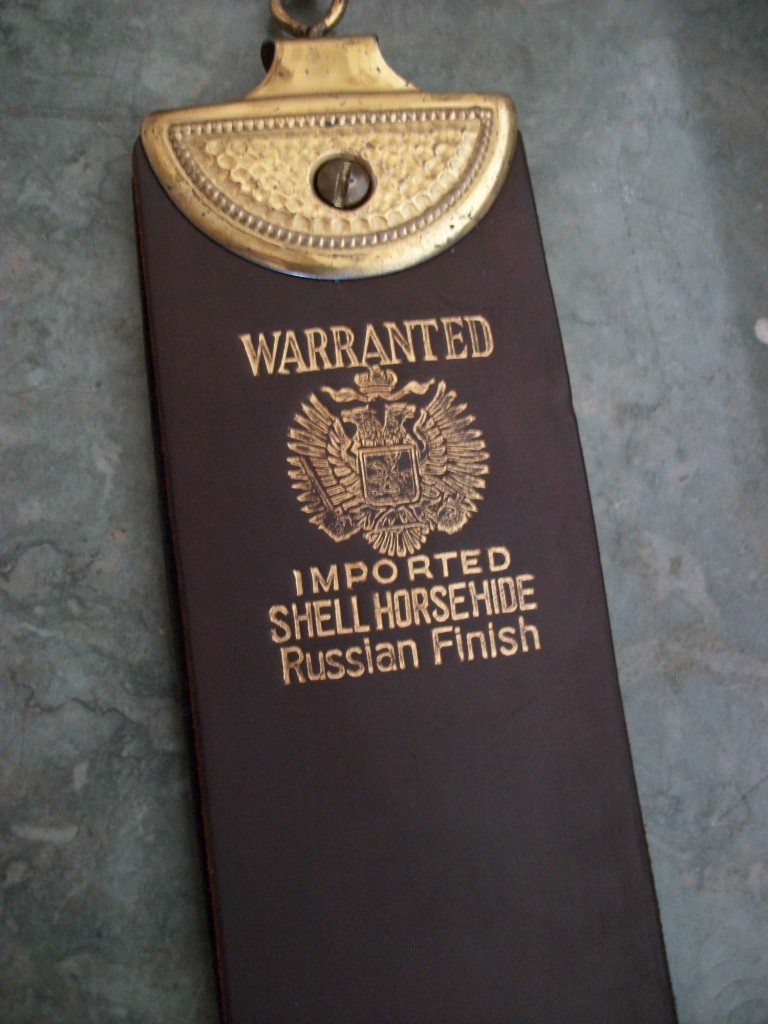 WARRANTED
IMPORTED
SHELL HORSEHIDE
Russian Finish